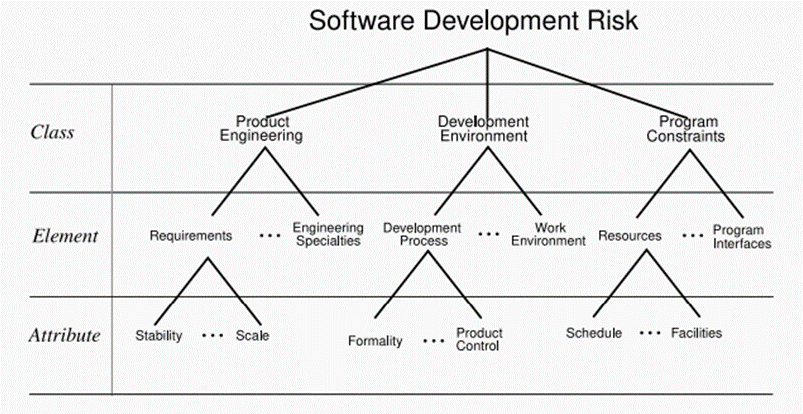 Software Development Risk
Class
Product
Engineering
Development
Environment
Program
Constraints
Element
Requirements
...
Engineering
Specialties
Development
Process
...
Work
Environment
Resources
...
Program
Interfaces
Attribute
Stability
...
Scale
Formality
...
Product
Control
Schedule
...
Facilities